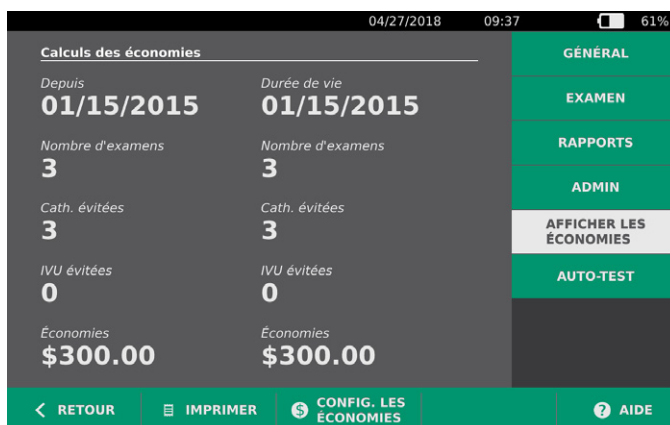 04/27/2018 09:37 61%
Calculs des économies
Depuis Durée de vie
01/15/2015 01/15/2015
Nombre d'examens Nombre d'examens
3 3
Cath. évitées Cath. évitées
3 3
IVU évitées IVU évitées
0 0
Économies Économies
$300.00 $300.00
GÉNÉRAL
EXAMEN
RAPPORTS
ADMIN
AFFICHER LES
ÉCONOMIES
AUTO-TEST
RETOUR
IMPRIMER
CONFIG. LES
ÉCONOMIES
AIDE